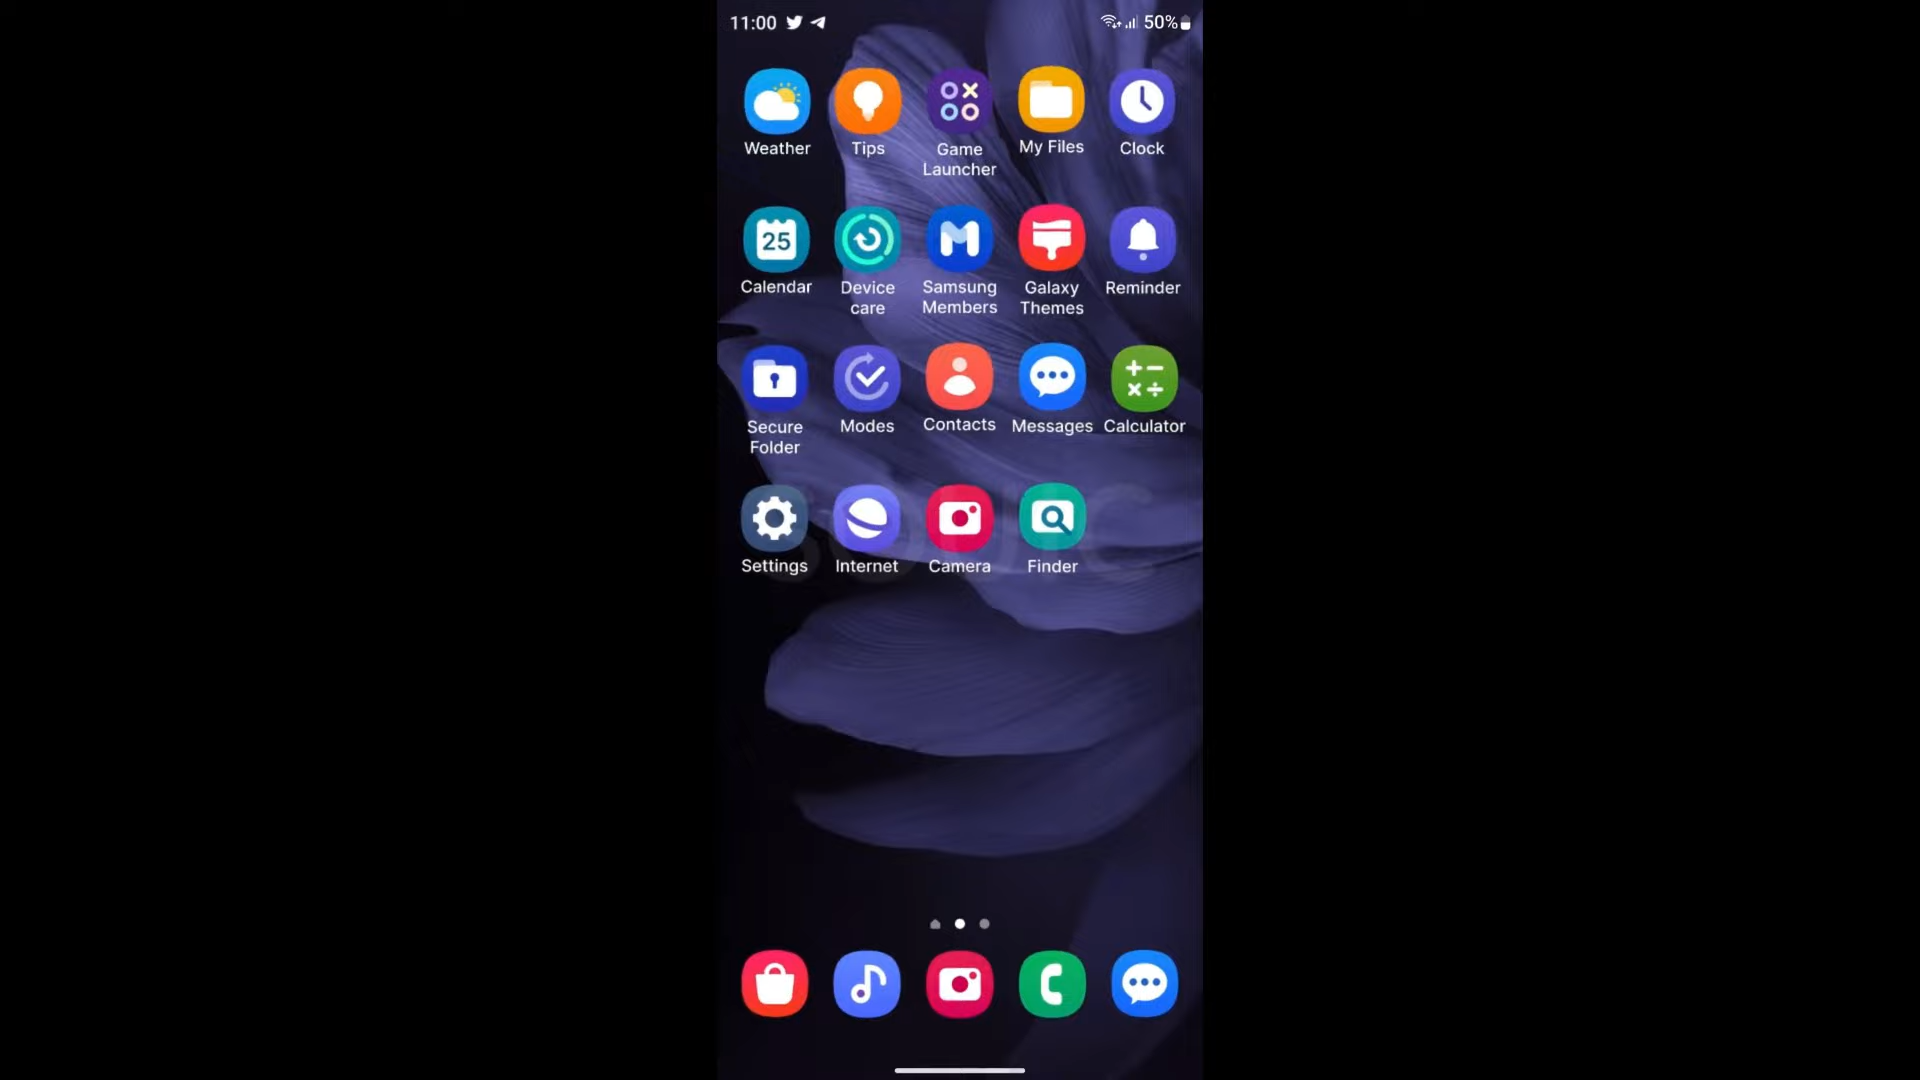 11:00
50%
Weather
Tips
Game
Launcher
My Files
Clock
25
Calendar
Device
care
Samsung
Members
Galaxy
Themes
Reminder
Secure
Folder
Modes
Contacts
Messages
Calculator
Settings
Internet
Camera
Finder